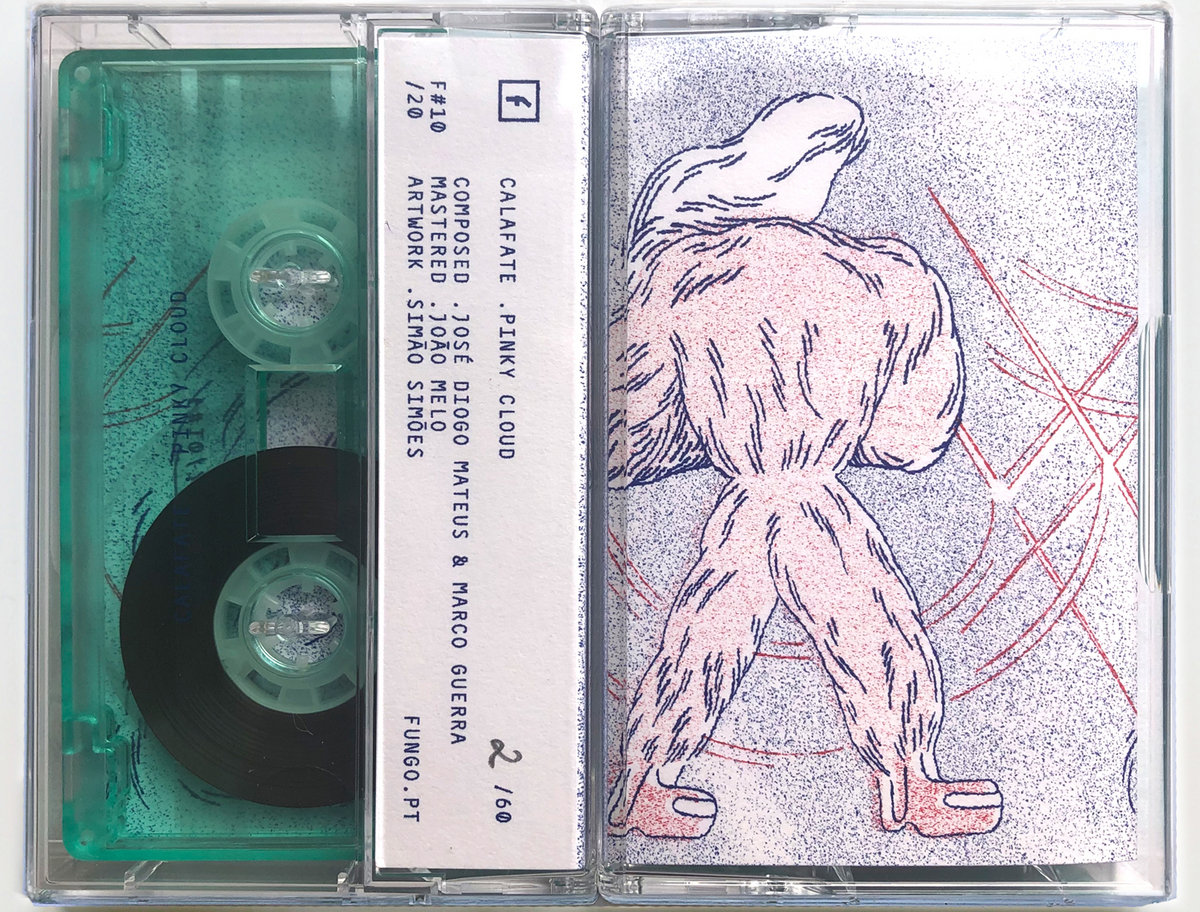 f
CALAFATE .PINKY CLOUD
2 /60
COMPOSED .JOSÉ DIOGO MATEUS & MARCO GUERRA
F#10 MASTERED .JOÃO MELO
/20 ARTWORK .SIMÃO SIMÕES
FUNGO.PT
PINKY CLOUD